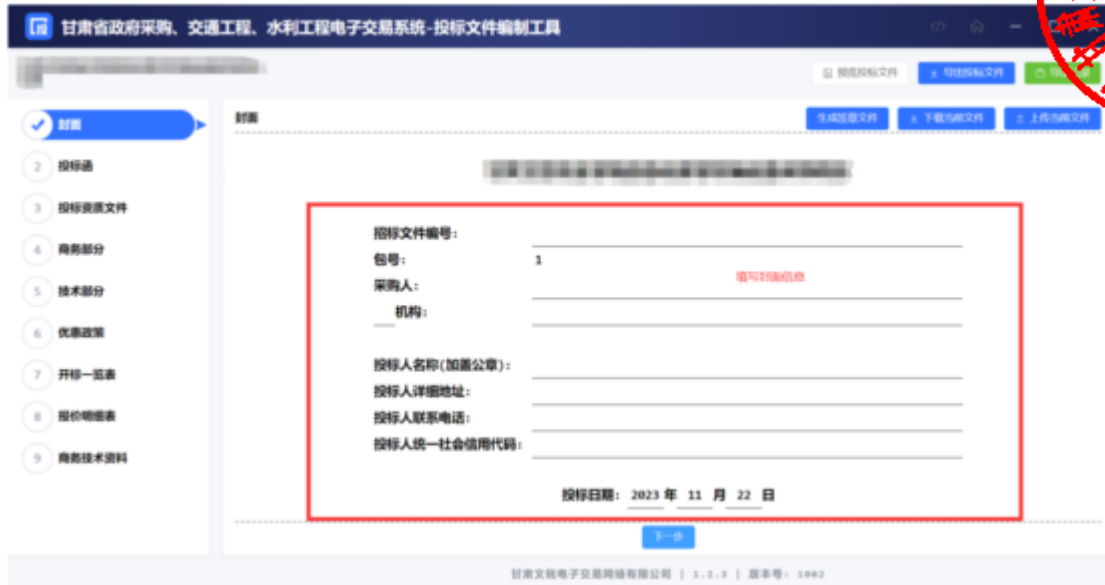 甘肃省政府采购、交通工程、水利工程电子交易系统-投标文件编制工具
预览投标文件
导出投标文件
封面
2 投标函
3 投标资质文件
4 商务部分
5 技术部分
6 优惠政策
7 开标一览表
8 报价明细表
9 商务技术资料
封面
生成签章文件
下载当前文件
上传当前文件
招标文件编号：
包号： 1
填写封面信息
采购人：
机构：
投标人名称(加盖公章)：
投标人详细地址：
投标人联系电话：
投标人统一社会信用代码：
投标日期： 2023 年 11 月 22 日
下一步
甘肃文锐电子交易网络有限公司 | 1.2.3 | 版本号: 1002